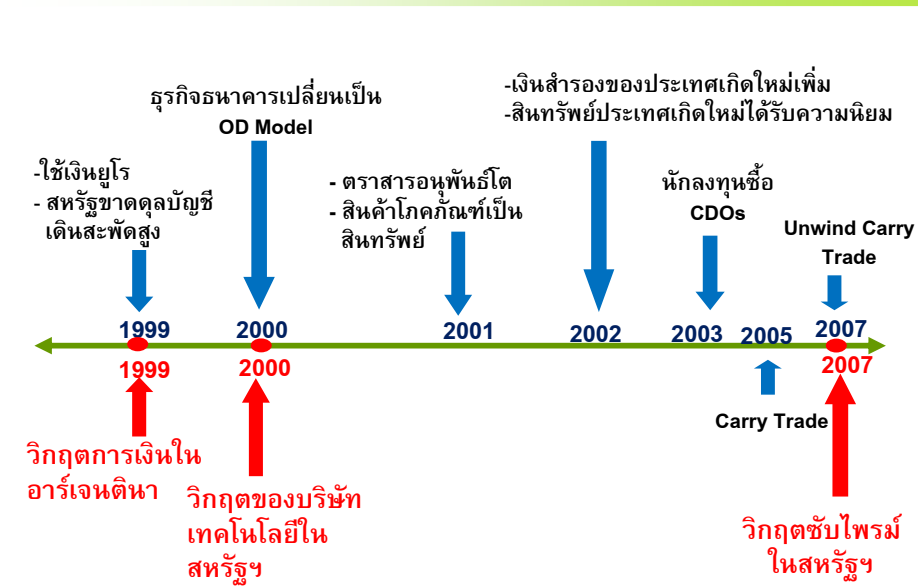 ธุรกิจธนาคารเปลี่ยนเป็น
OD Model
-เงินสำรองของประเทศเกิดใหม่เพิ่ม
-สินทรัพย์ประเทศเกิดใหม่ได้รับความนิยม
-ใช้เงินยูโร
- สหรัฐขาดดุลบัญชี
เดินสะพัดสูง
- ตราสารอนุพันธ์โต
- สินค้าโภคภัณฑ์เป็น
สินทรัพย์
นักลงทุนซื้อ
CDOs
Unwind Carry
Trade
1999 2000 2001 2002 2003 2005 2007
1999 2000 2007
Carry Trade
วิกฤตการเงินใน
อาร์เจนตินา
วิกฤตของบริษัท
เทคโนโลยีใน
สหรัฐฯ
วิกฤตซับไพรม์
ในสหรัฐฯ